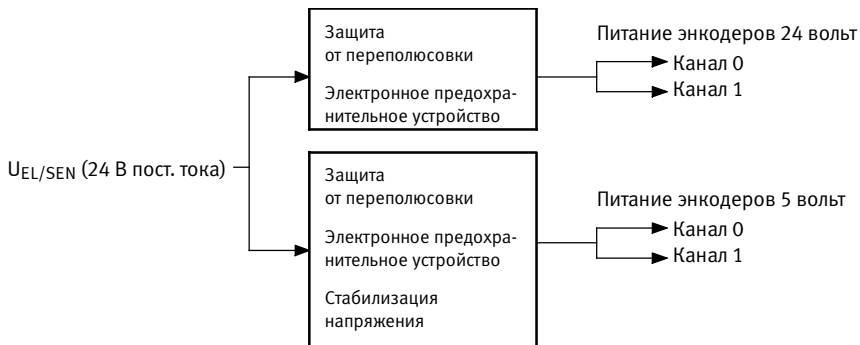 Защита
от переполюсовки
Электронное предохра-
нительное устройство
Питание энкодеров 24 вольт
Канал 0
Канал 1
UEL/SEN (24 В пост. тока)
Защита
от переполюсовки
Электронное предохра-
нительное устройство
Стабилизация
напряжения
Питание энкодеров 5 вольт
Канал 0
Канал 1